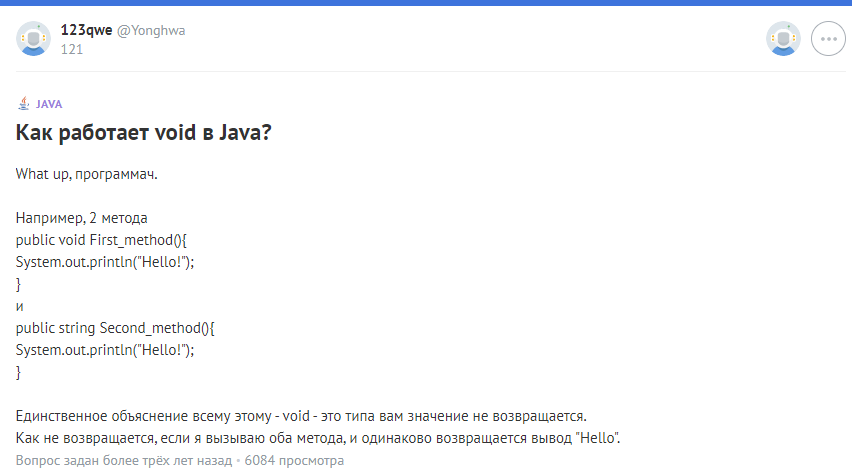 123qwe @Yonghwa
121
JAVA
Как работает void в Java?
What up, программач.
Например, 2 метода
public void First_method(){
System.out.println("Hello!");
}
и
public string Second_method(){
System.out.println("Hello!");
}
Единственное объяснение всему этому - void - это типа вам значение не возвращается.
Как не возвращается, если я вызываю оба метода, и одинаково возвращается вывод "Hello".
Вопрос задан более трёх лет назад • 6084 просмотра